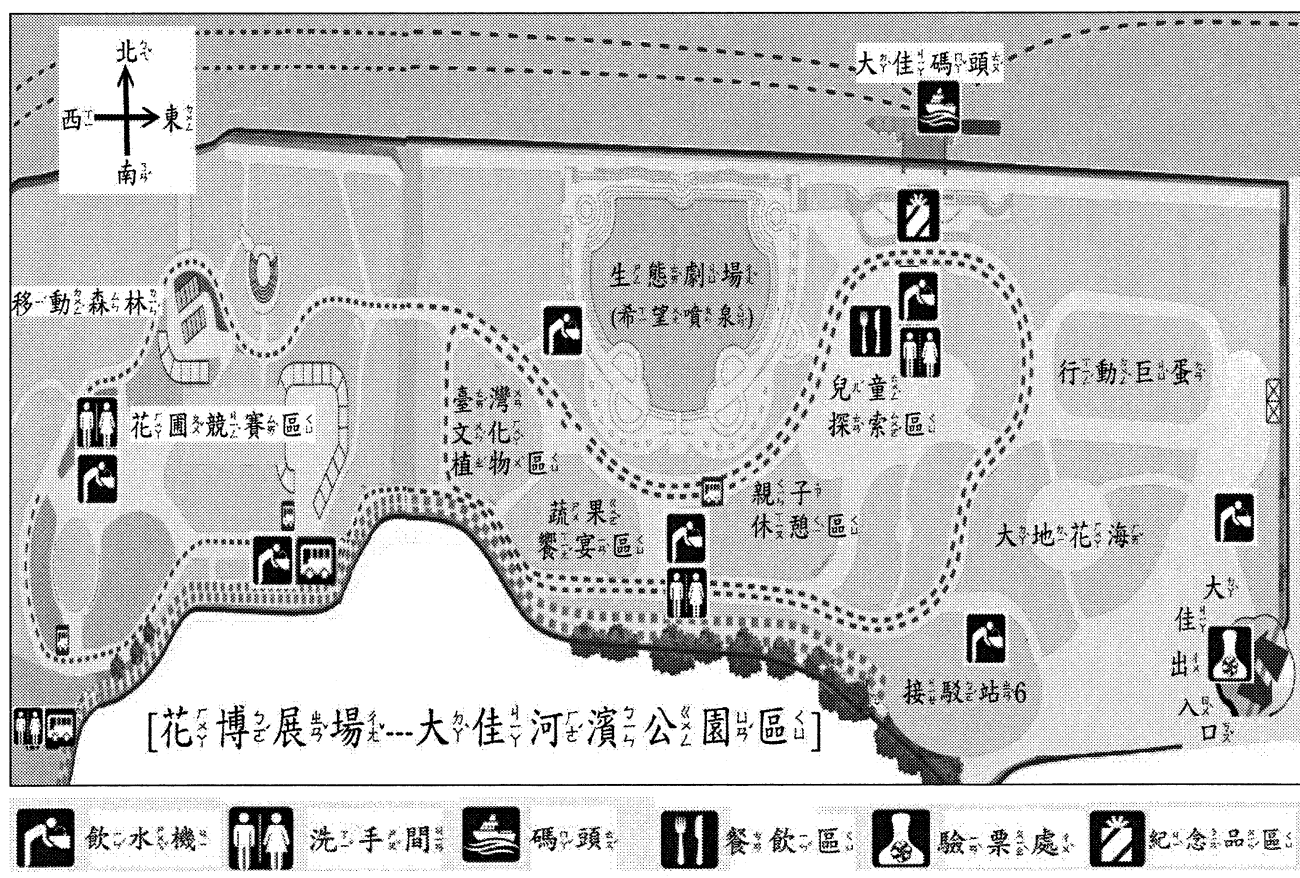 北
西 東
南
大佳碼頭
生態劇場
(希望噴泉)
移動森林
行動巨蛋
兒童
探索區
花圃競賽區
臺灣
文化
植物區
親子
休憩區
蔬果
饗宴區
大地花海
大
佳
出
入
口
接駁站6
[花博展場---大佳河濱公園區]
飲水機 洗手間 碼頭 餐飲區 驗票處 紀念品區